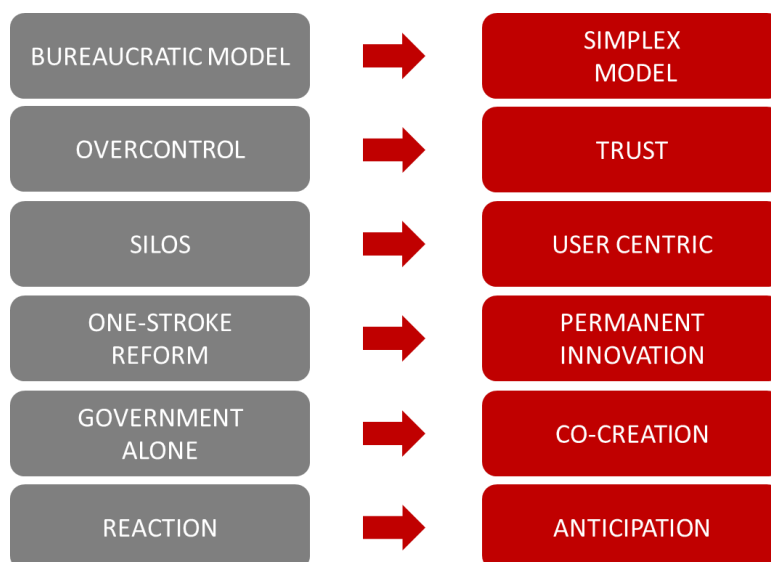 BUREAUCRATIC MODEL
SIMPLEX
MODEL
OVERCONTROL
TRUST
SILOS
USER CENTRIC
ONE-STROKE
REFORM
PERMANENT
INNOVATION
GOVERNMENT
ALONE
CO-CREATION
REACTION
ANTICIPATION